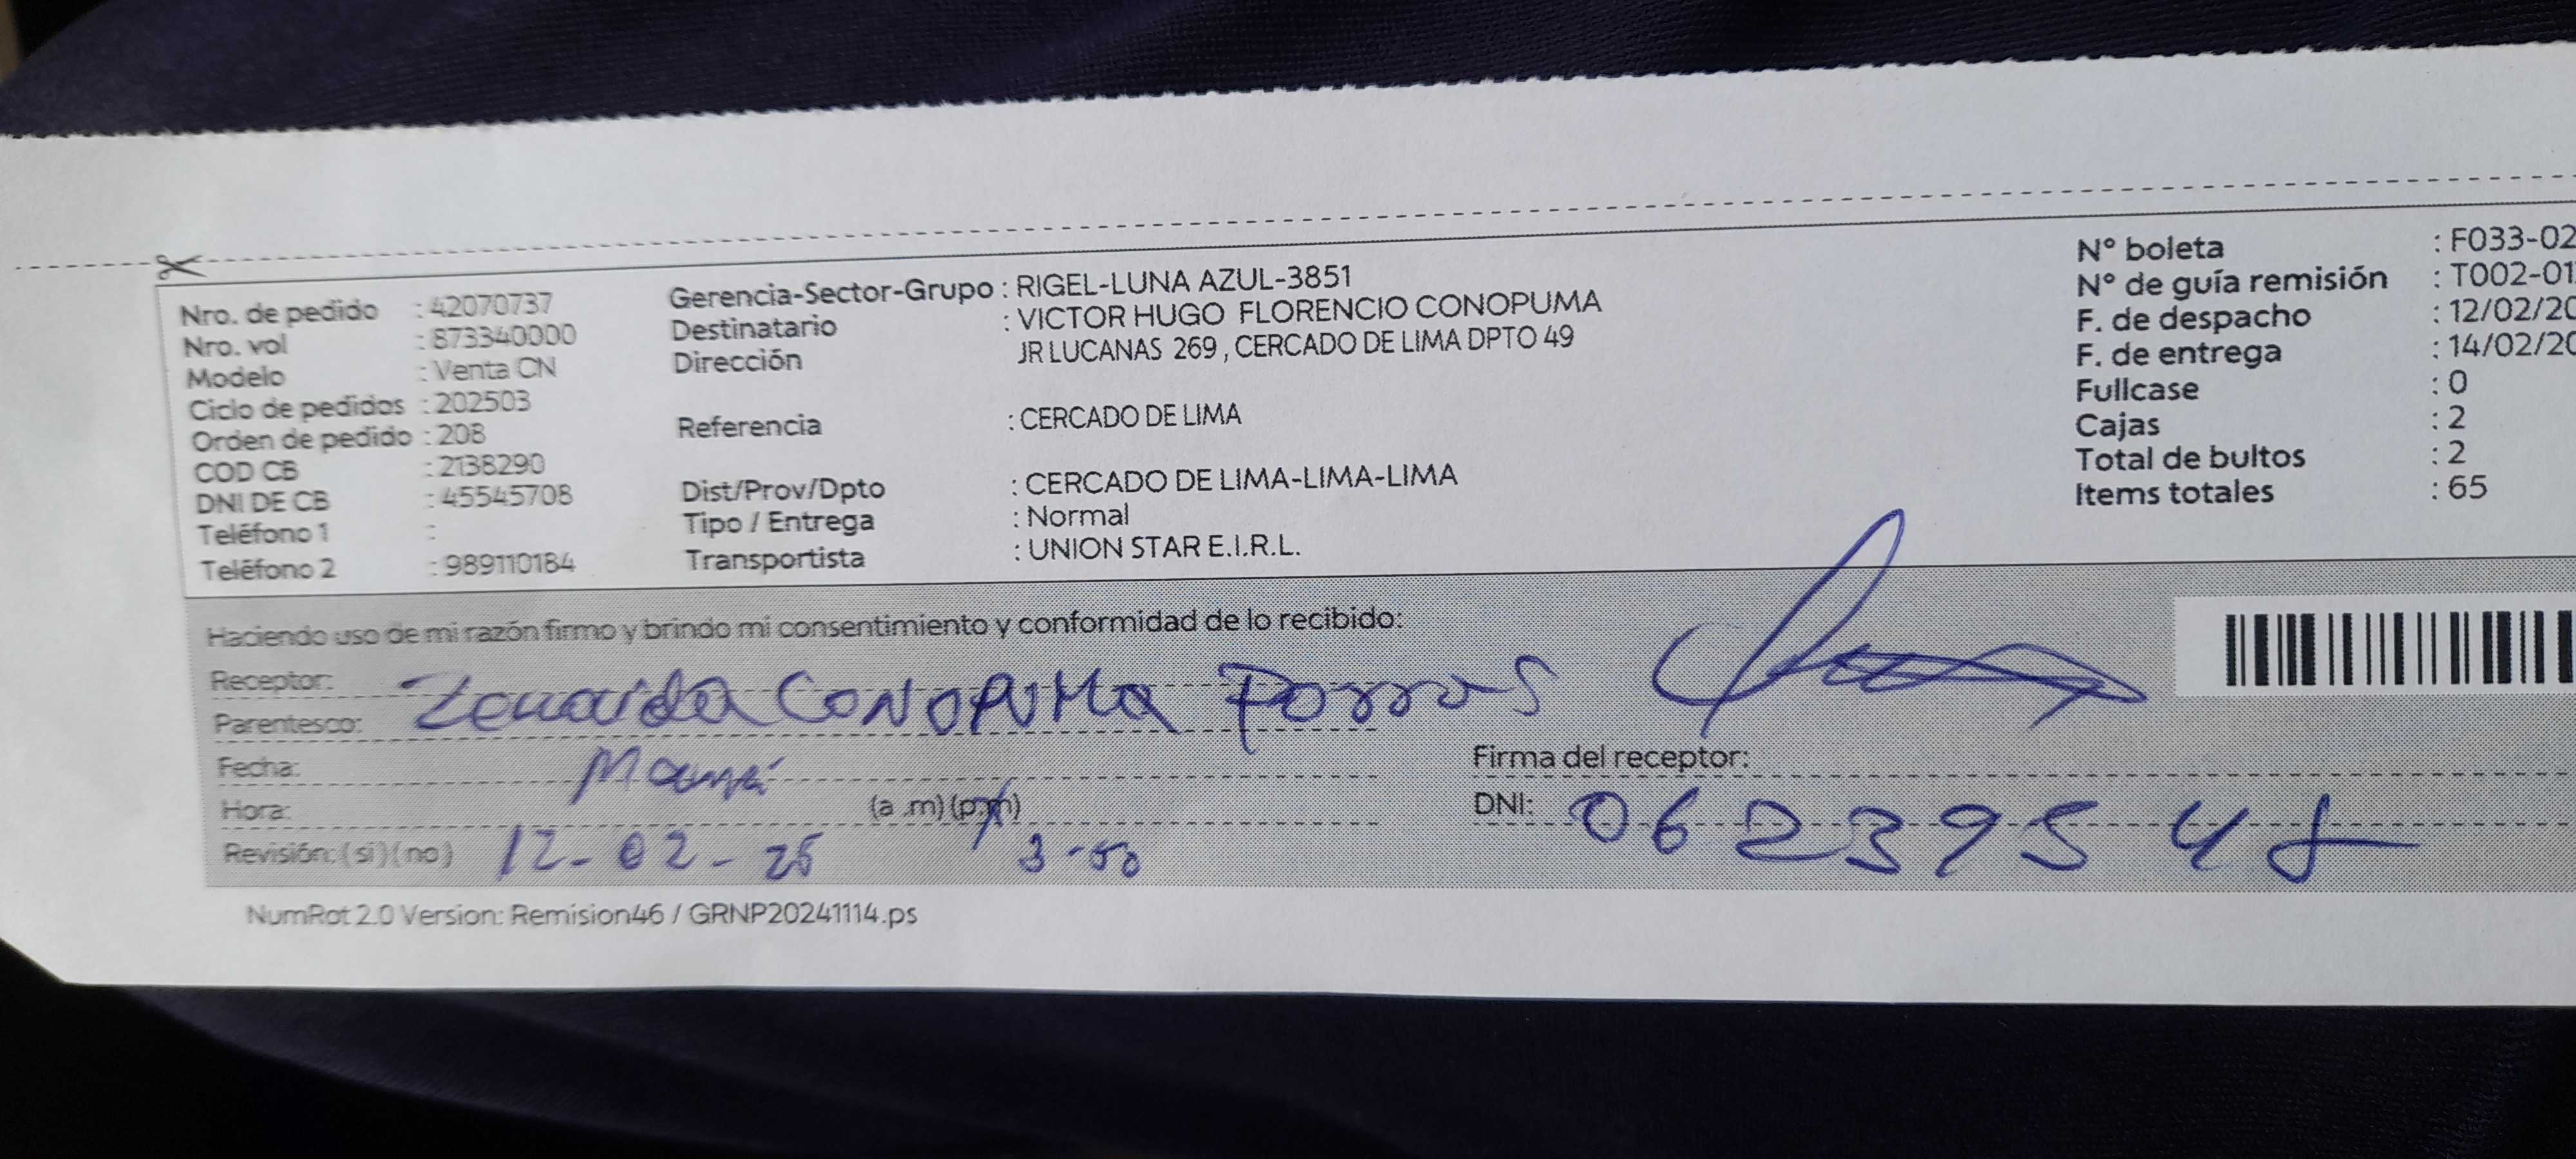 Nro. de pedido : 42070737
Nro. vol : 873340000
Modelo : Venta CN
Ciclo de pedidos : 202503
Orden de pedido : 208
COD CB : 2138290
DNI DE CB : 45545708
Teléfono 1 :
Teléfono 2 : 989110184
Gerencia-Sector-Grupo : RIGEL-LUNA AZUL-3851
Destinatario : VICTOR HUGO FLORENCIO CONOPUMA
Dirección JR LUCANAS 269 , CERCADO DE LIMA DPTO 49
Referencia : CERCADO DE LIMA
Dist/Prov/Dpto : CERCADO DE LIMA-LIMA-LIMA
Tipo / Entrega : Normal
Transportista : UNION STAR E.I.R.L.
N° boleta : F033-02
N° de guía remisión : T002-01
F. de despacho : 12/02/20
F. de entrega : 14/02/20
Fullcase : 0
Cajas : 2
Total de bultos : 2
Items totales : 65
Haciendo uso de mi razón firmo y brindo mi consentimiento y conformidad de lo recibido:
Receptor:
Parentesco: Zenaida CONOPUMA Porras
Fecha: Mamá
Hora: (a .m) (p.m)
Revisión: ( si ) ( no ) 12-02-25 3-00
Firma del receptor:
DNI: 062395 4
NumRot 2.0 Version: Remision46 / GRNP20241114.ps